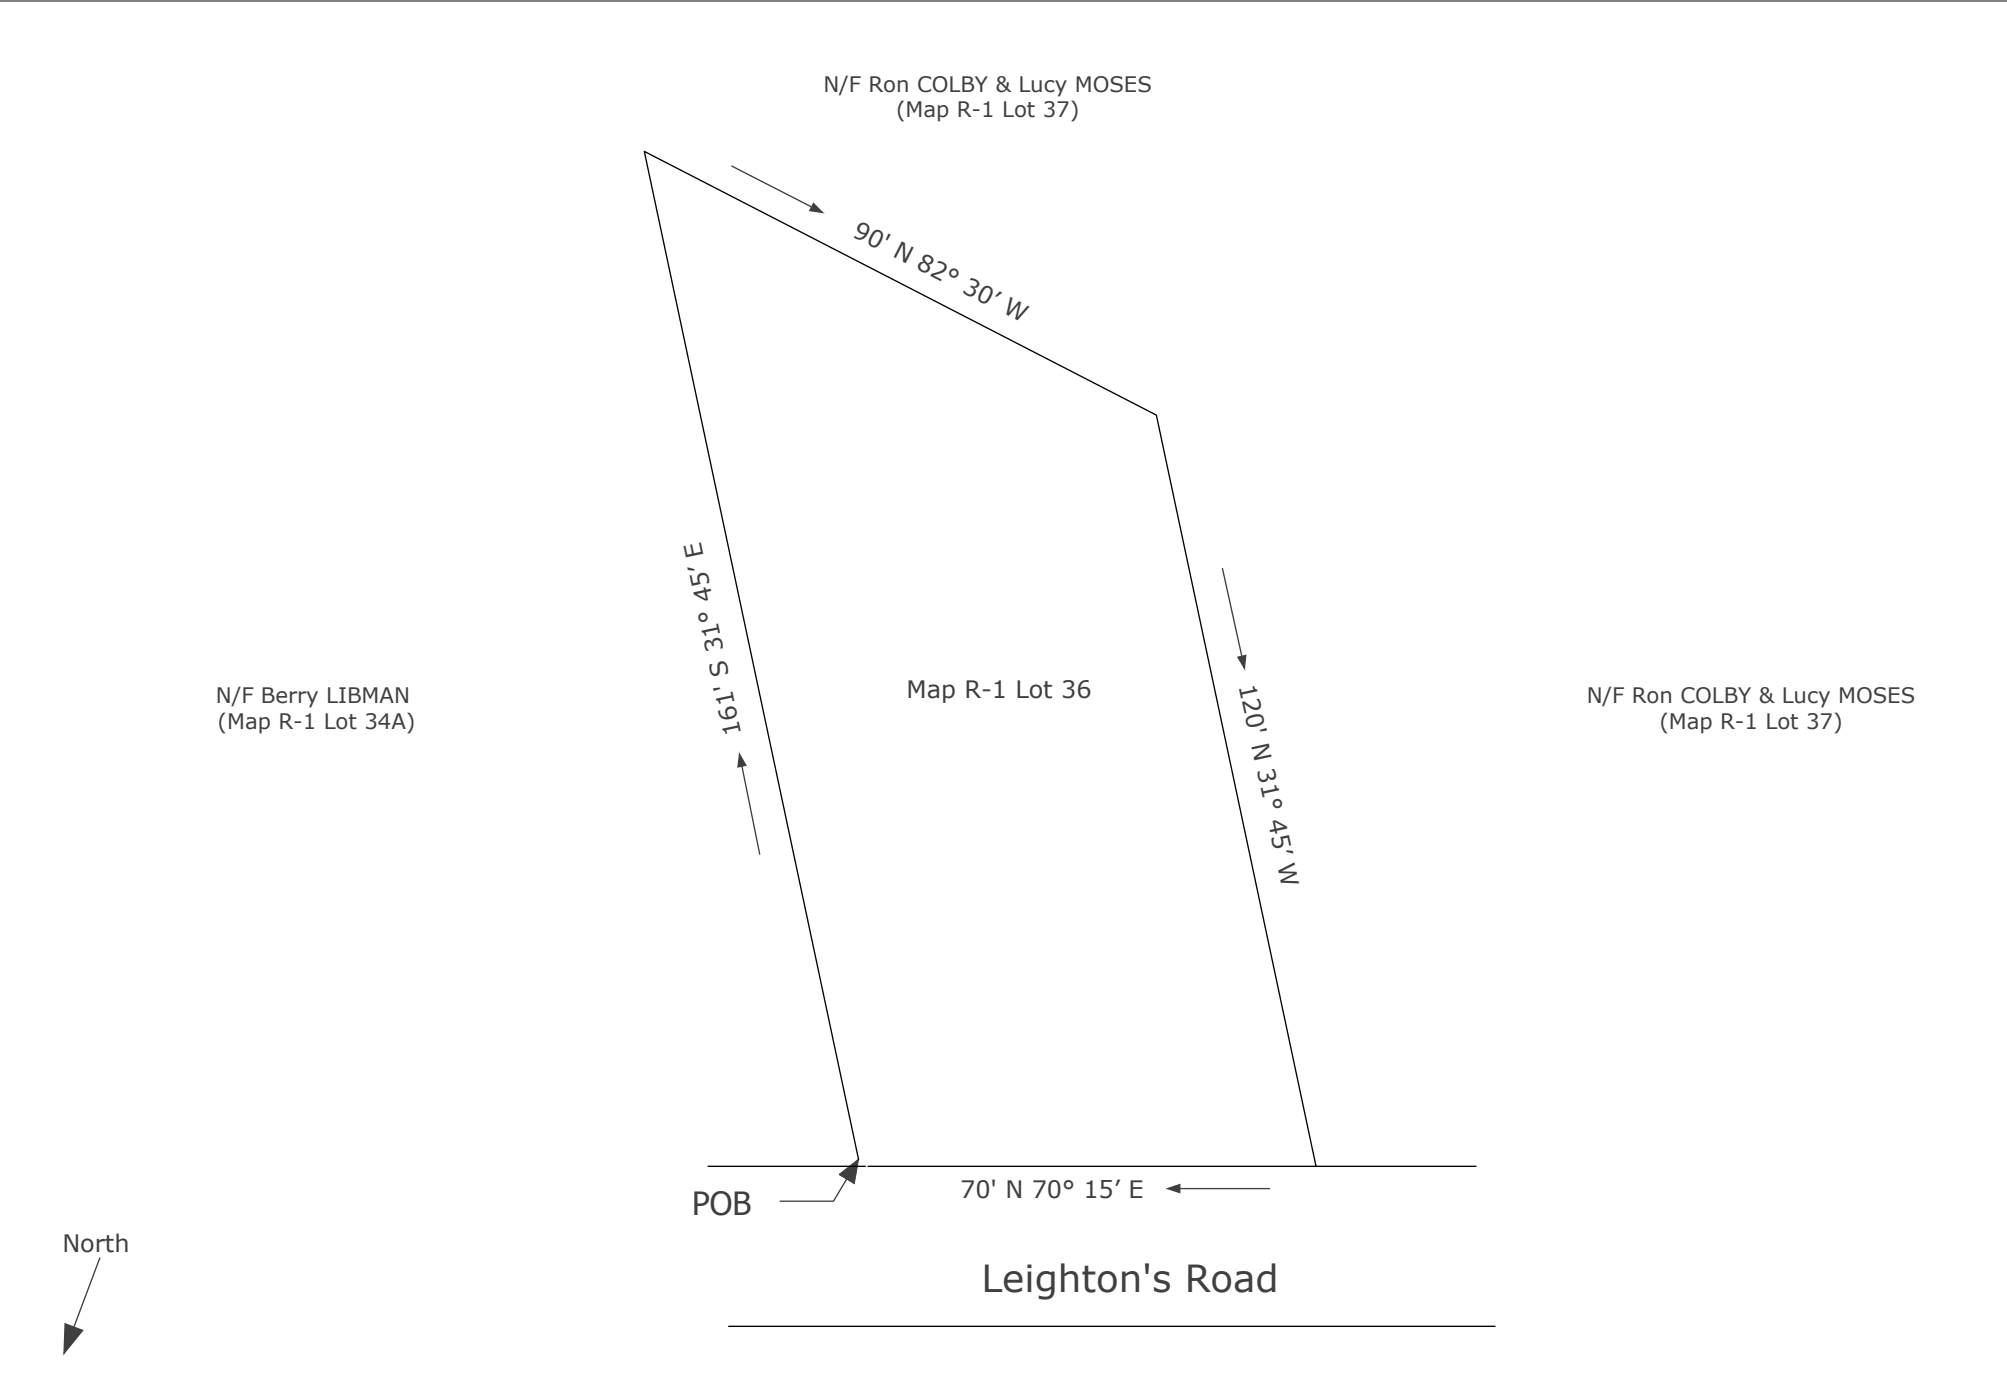 N/F Ron COLBY & Lucy MOSES
(Map R-1 Lot 37)
90' N 82° 30’ W
161' S 31° 45’ E
Map R-1 Lot 36
120' N 31° 45’ W
N/F Berry LIBMAN
(Map R-1 Lot 34A)
N/F Ron COLBY & Lucy MOSES
(Map R-1 Lot 37)
70' N 70° 15’ E
POB
North
Leighton's Road